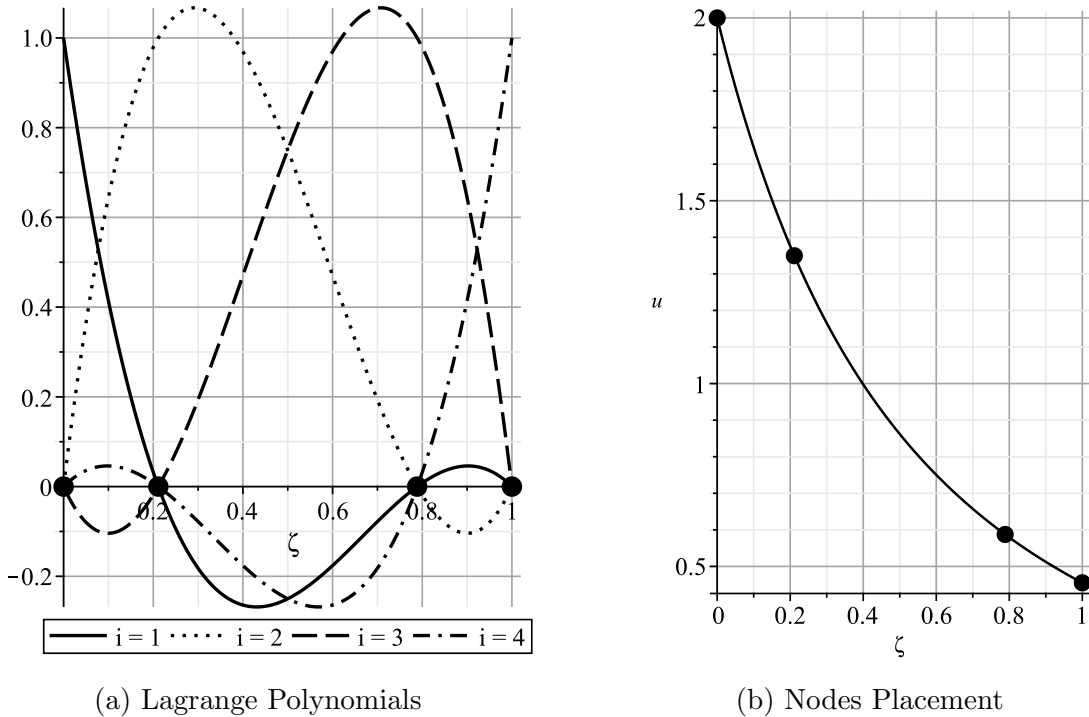 1.0
0.8
0.6
0.4
0.2
0
−0.2
0.2 0.4 0.6 0.8 1
ζ
i = 1 i = 2 i = 3 i = 4
(a) Lagrange Polynomials
2
1.5
u
1
0.5
0 0.2 0.4 0.6 0.8 1
ζ
(b) Nodes Placement